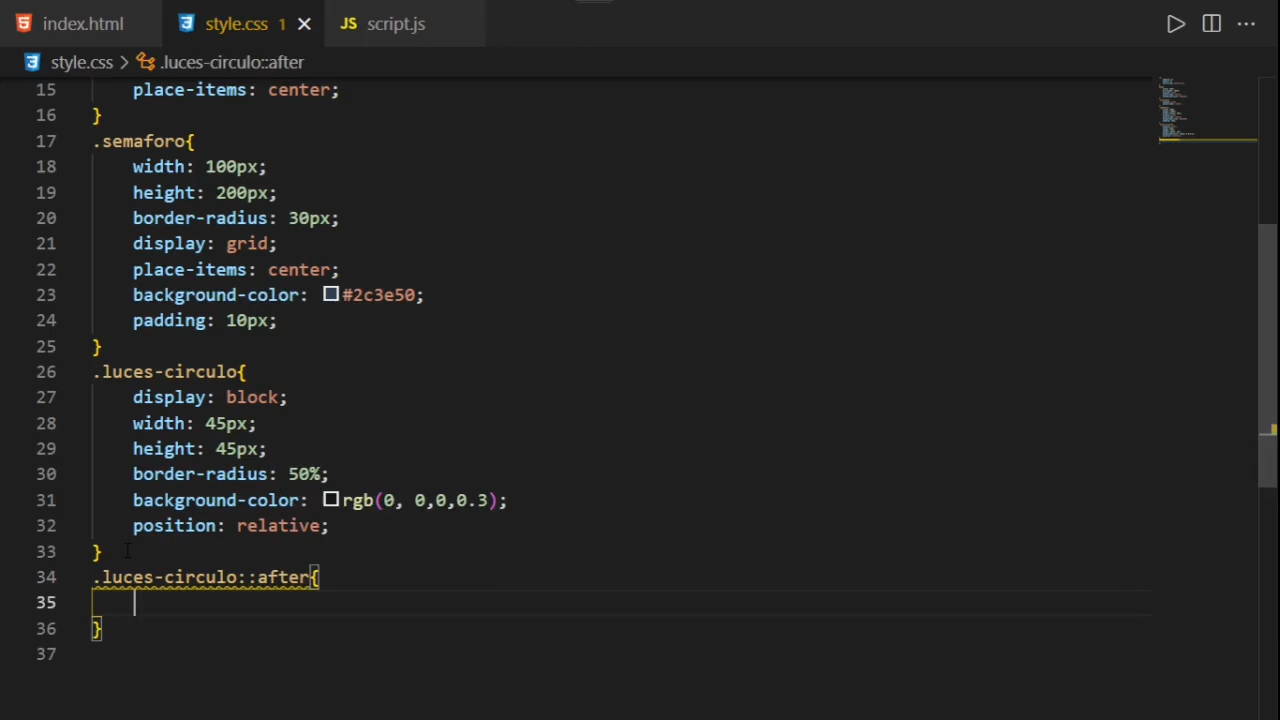 index.html
style.css 1
JS script.js
style.css > .luces-circulo::after
15 place-items: center;
16 }
17 .semaforo{
18 width: 100px;
19 height: 200px;
20 border-radius: 30px;
21 display: grid;
22 place-items: center;
23 background-color: #2c3e50;
24 padding: 10px;
25 }
26 .luces-circulo{
27 display: block;
28 width: 45px;
29 height: 45px;
30 border-radius: 50%;
31 background-color: rgb(0, 0,0,0.3);
32 position: relative;
33 }
34 .luces-circulo::after{
35
36 }
37